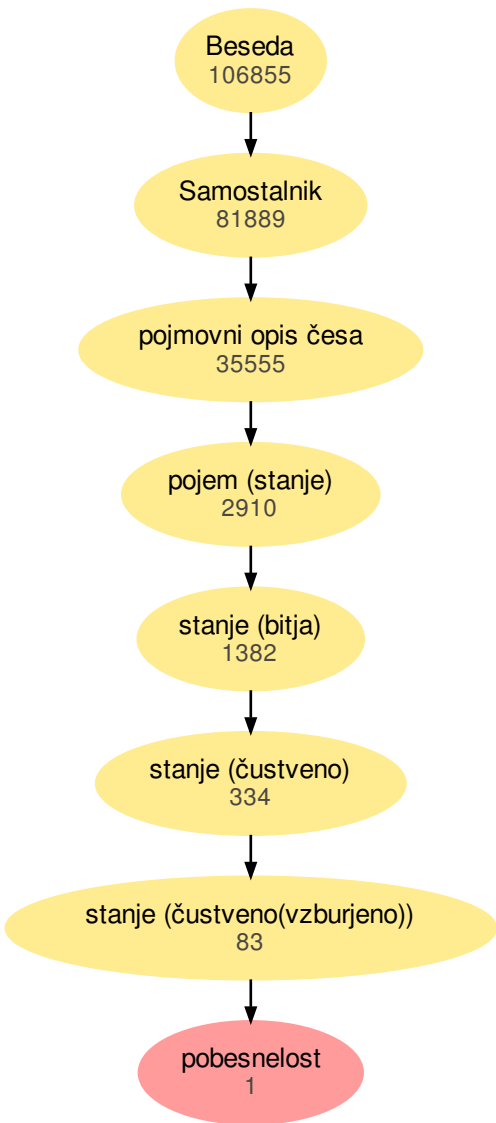 Beseda
106855
Samostalnik
81889
pojmovni opis česa
35555
pojem (stanje)
2910
stanje (bitja)
1382
stanje (čustveno)
334
stanje (čustveno(vzburjeno))
83
pobesnelost
1